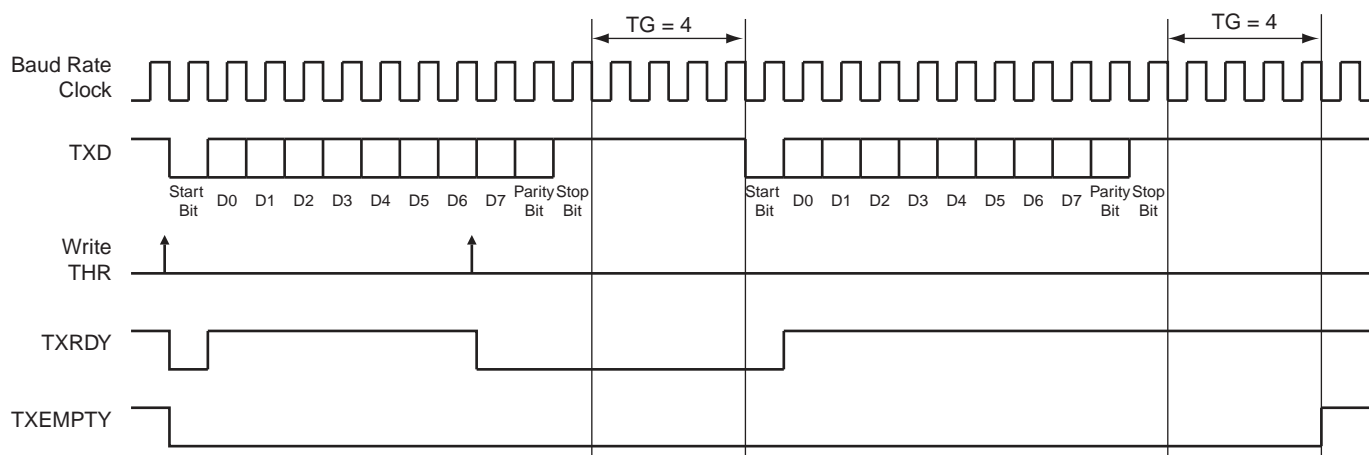 TG = 4
TG = 4
Baud Rate
Clock
TXD
Start
Bit
D0
D1
D2
D3
D4
D5
D6
D7
Parity
Bit
Stop
Bit
Start
Bit
D0
D1
D2
D3
D4
D5
D6
D7
Parity
Bit
Stop
Bit
Write
THR
TXRDY
TXEMPTY